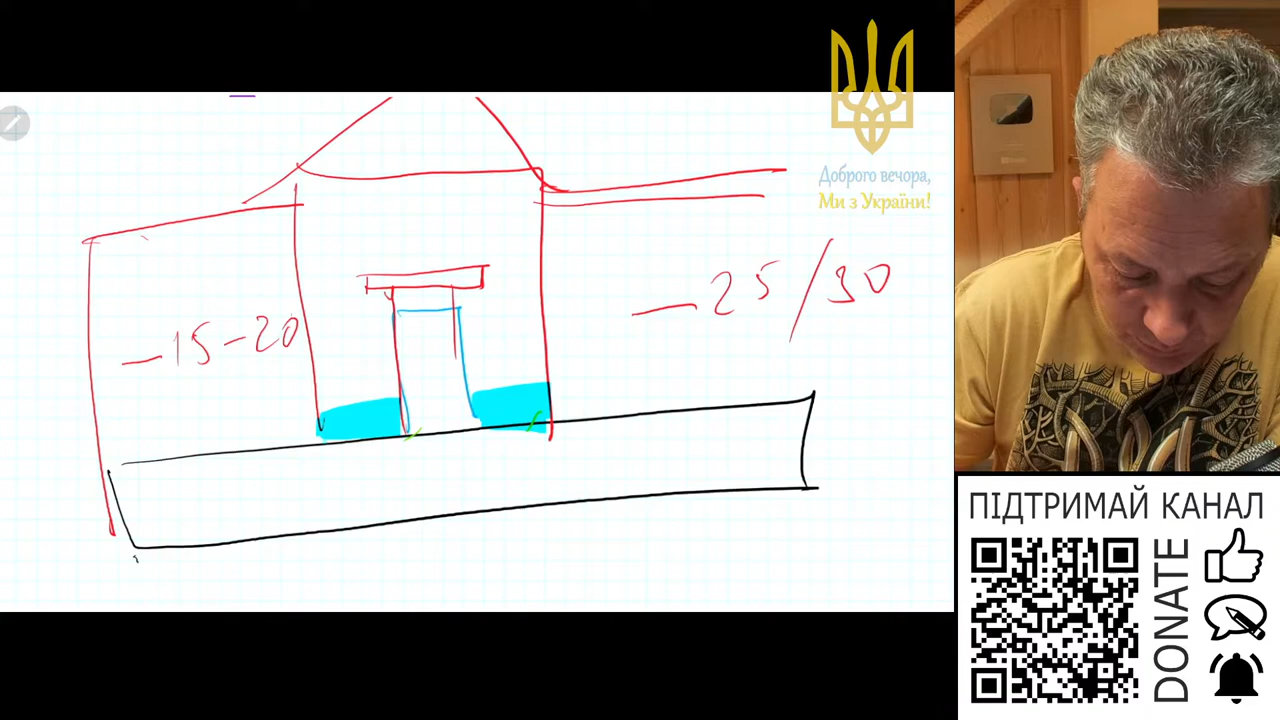 Доброго вечора,
Ми з України!
-15-20
-25/30
ПІДТРИМАЙ КАНАЛ
DONATE